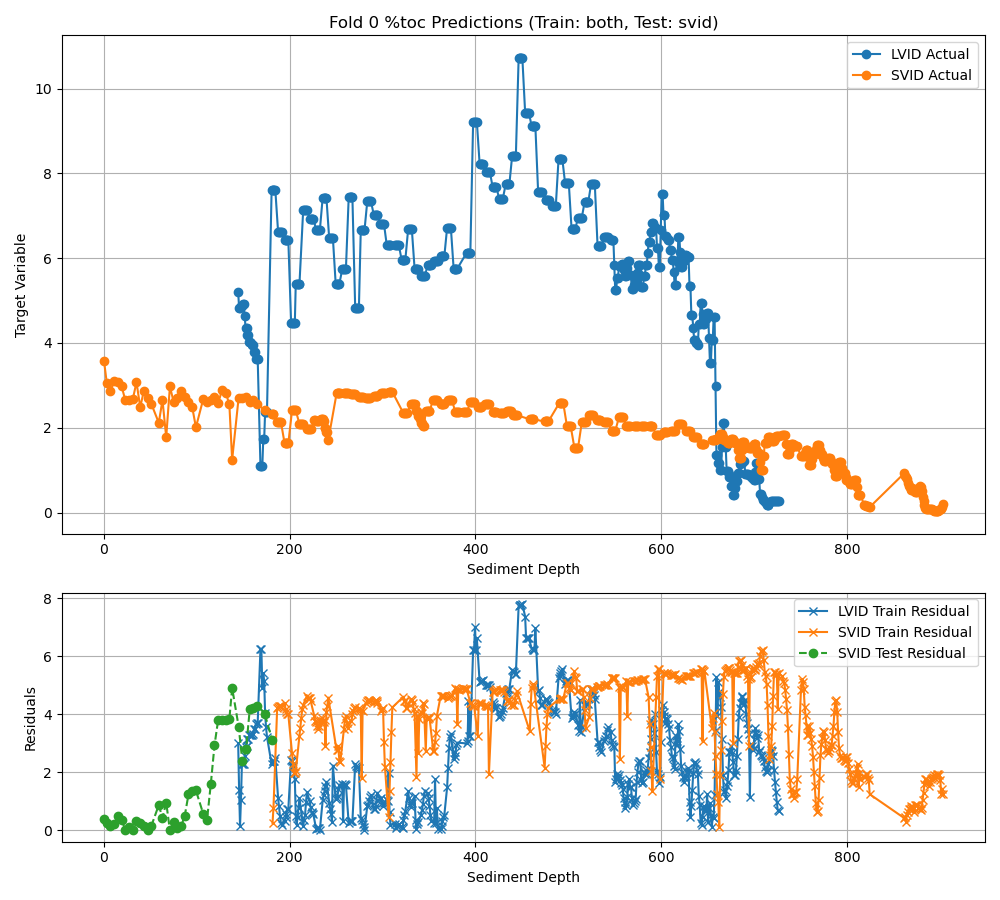 Fold 0 %toc Predictions (Train: both, Test: svid)
LVID Actual
SVID Actual
Target Variable
10
8
6
4
2
0
0 200 400 600 800
Sediment Depth
LVID Train Residual
SVID Train Residual
SVID Test Residual
Residuals
8
6
4
2
0
0 200 400 600 800
Sediment Depth